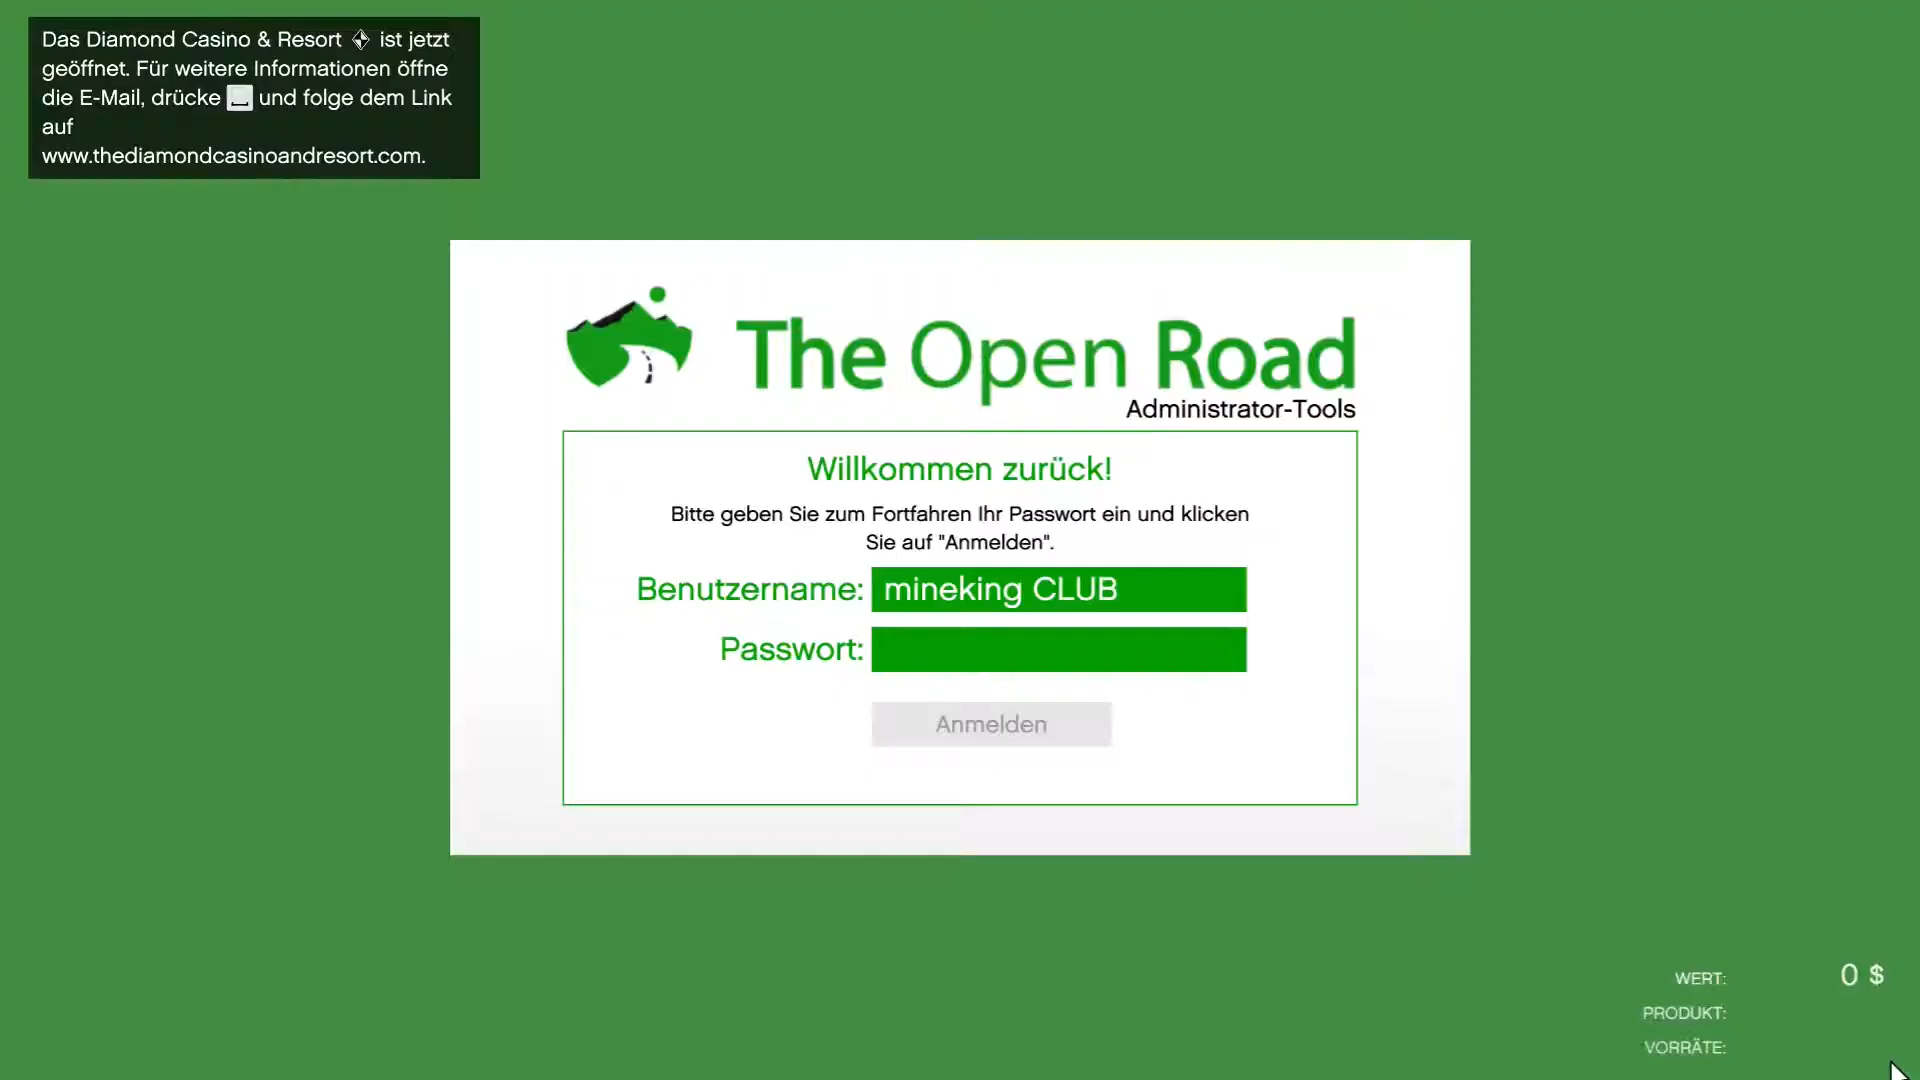 Das Diamond Casino & Resort ist jetzt
geöffnet. Für weitere Informationen öffne
die E-Mail, drücke und folge dem Link
auf
www.thediamondcasinoandresort.com.
The Open Road
Administrator-Tools
Willkommen zurück!
Bitte geben Sie zum Fortfahren Ihr Passwort ein und klicken
Sie auf "Anmelden".
Benutzername: mineking CLUB
Passwort:
Anmelden
WERT: 0 $
PRODUKT:
VORRÄTE: